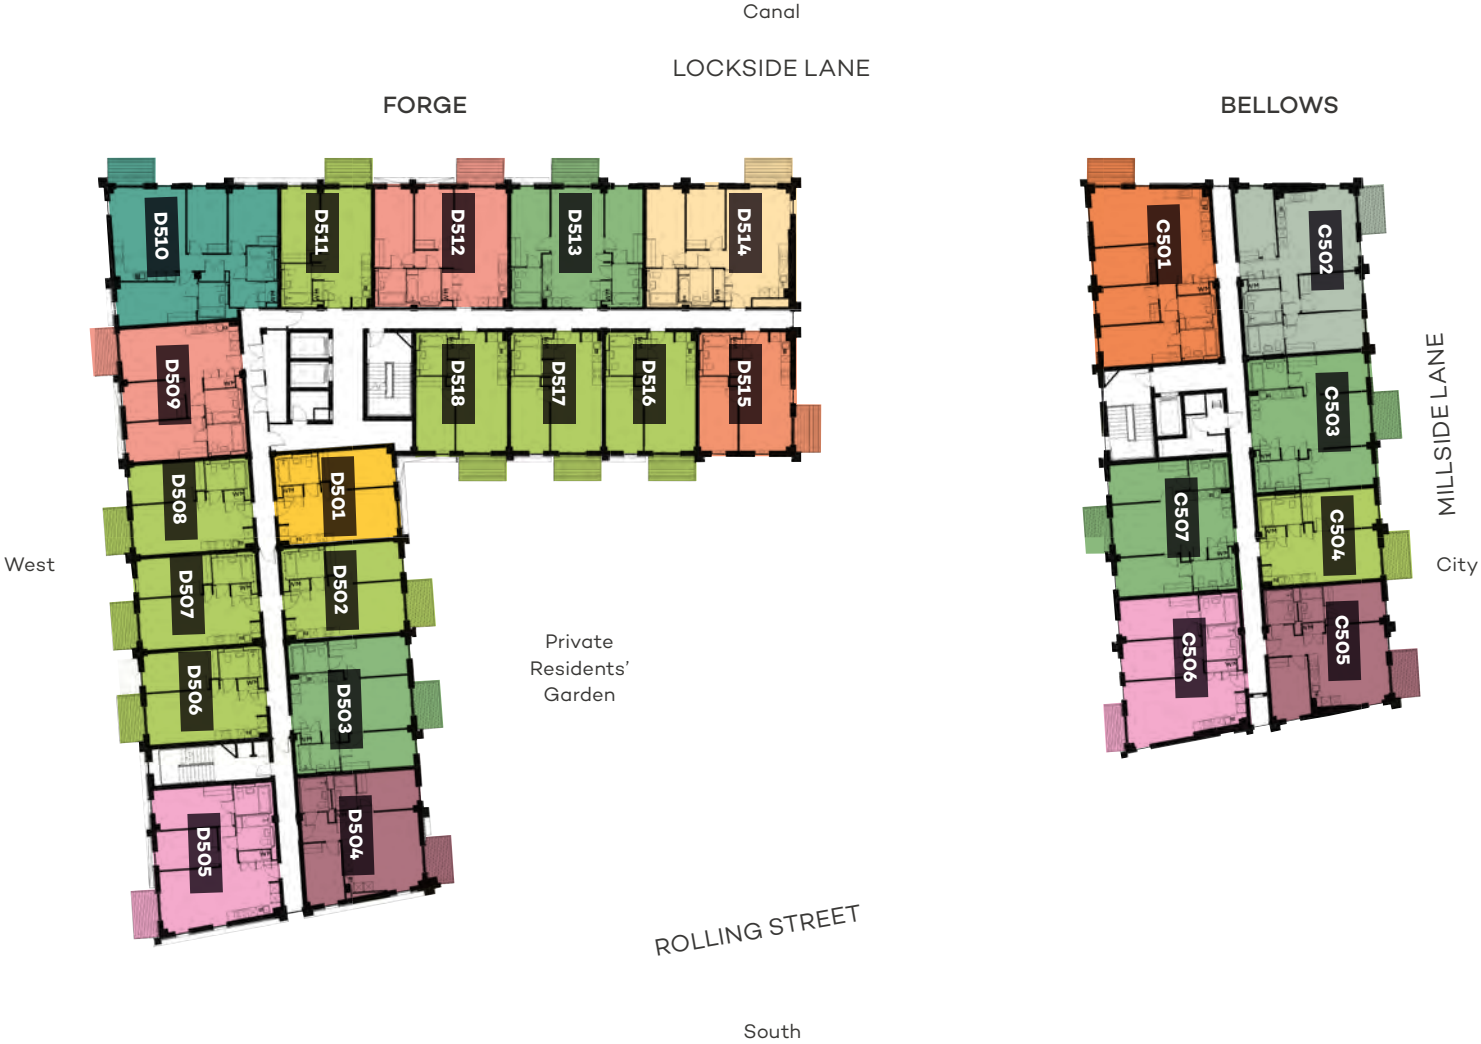 Canal
LOCKSIDE LANE
FORGE
BELLOWS
D510
D511
D512
D513
D514
C501
C502
D509
D518
D517
D516
D515
C503
MILLSIDE LANE
D508
D501
C507
C504
West
D507
D502
City
Private
Residents’
Garden
D506
D503
C506
C505
D505
D504
ROLLING STREET
South